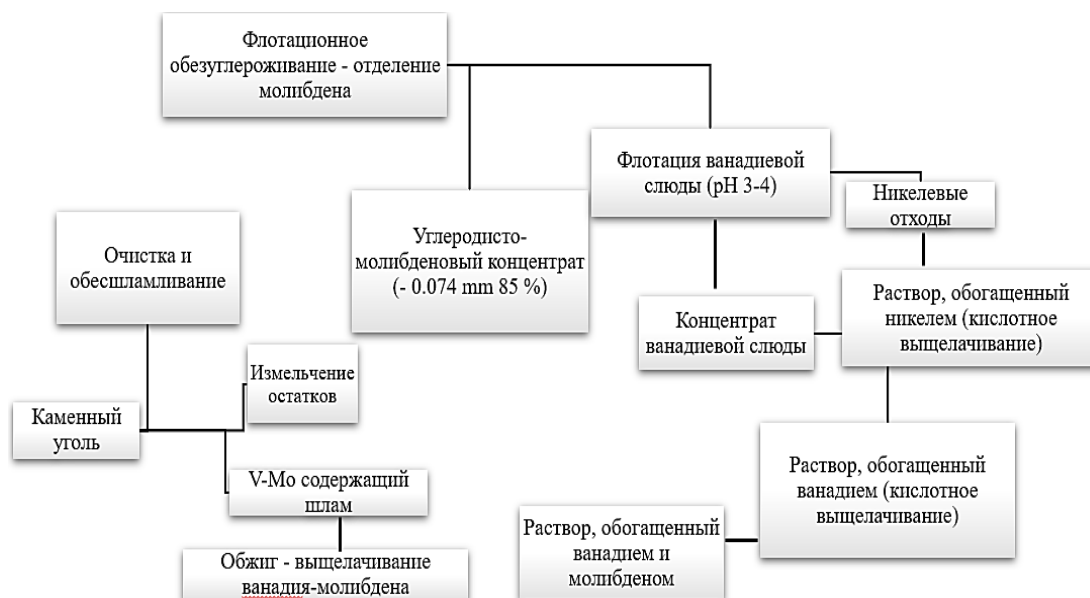 Флотационное
обезуглероживание - отделение
молибдена
Флотация ванадиевой
слюды (pH 3-4)
Никелевые
отходы
Углеродисто-
молибденовый концентрат
(- 0.074 mm 85 %)
Очистка и
обесшламливание
Раствор, обогащенный
никелем (кислотное
выщелачивание)
Концентрат
ванадиевой слюды
Измельчение
остатков
Каменный
уголь
V-Mo содержащий
шлам
Раствор, обогащенный
ванадием (кислотное
выщелачивание)
Раствор, обогащенный
ванадием и
молибденом
Обжиг - выщелачивание
ванадия-молибдена